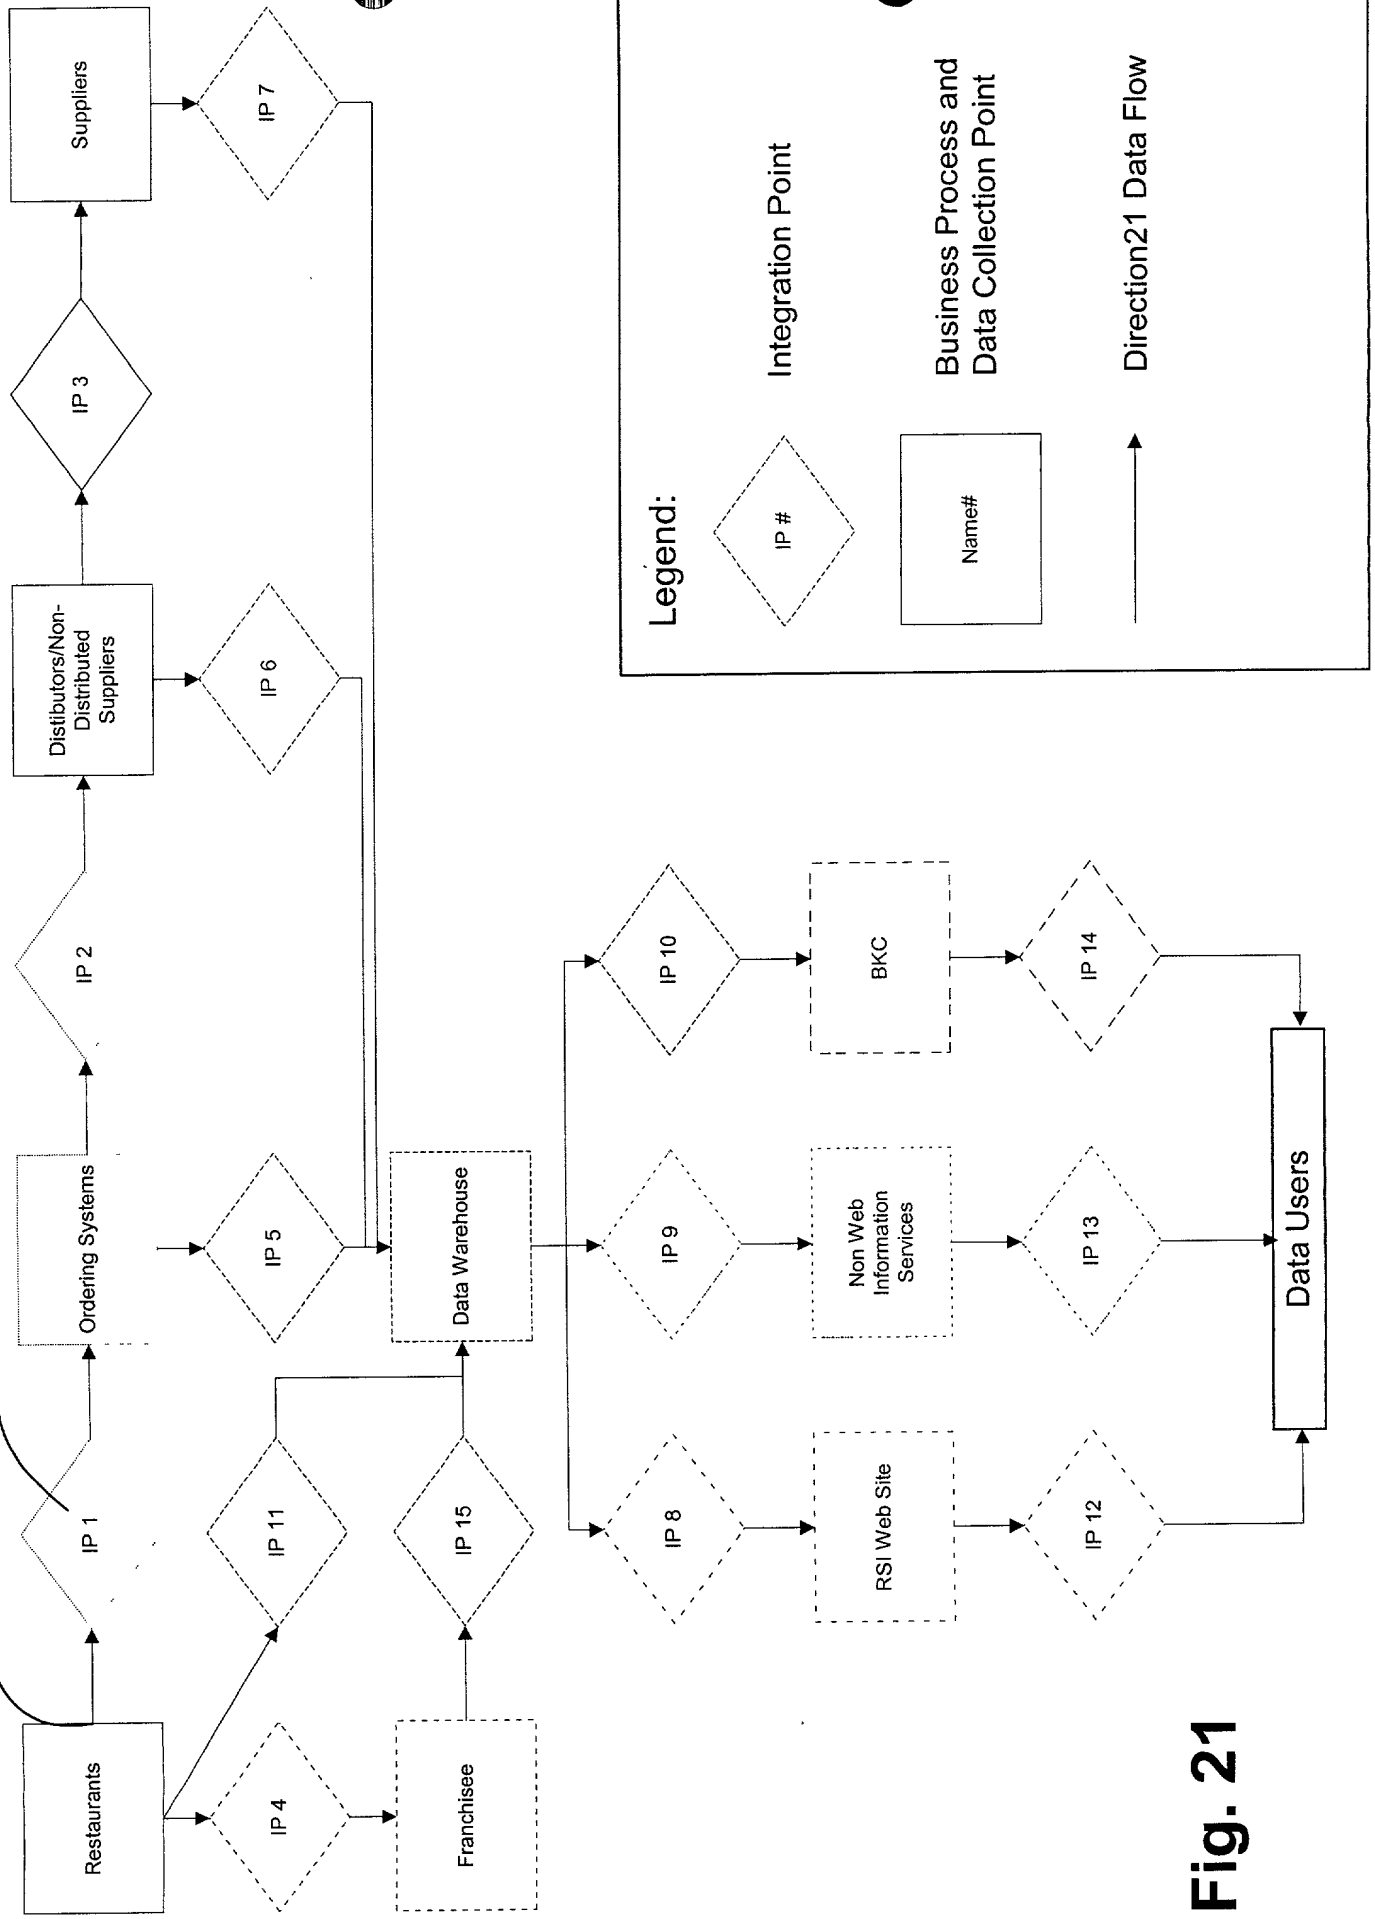 Restaurants
IP 1
Ordering Systems
IP 2
Distibutors/Non-
Distributed
Suppliers
IP 3
Suppliers
IP 4
IP 11
IP 5
IP 6
IP 7
Franchisee
IP 15
Data Warehouse
IP 8
IP 9
IP 10
RSI Web Site
Non Web
Information
Services
BKC
IP 12
IP 13
IP 14
Data Users
Legend:
IP #
Integration Point
Name#
Business Process and
Data Collection Point
Direction21 Data Flow
Fig. 21